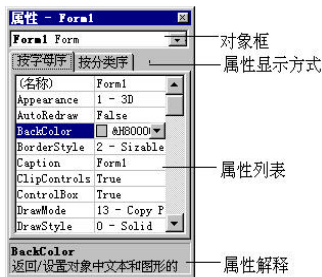 属性 - Form1
Form1 Form
对象框
按字母序 按分类序
属性显示方式
(名称) Form1
Appearance 1 - 3D
AutoRedraw False
BackColor &H8000
BorderStyle 2 - Sizable
Caption Form1
属性列表
ClipControls True
ControlBox True
DrawMode 13 - Copy P
DrawStyle 0 - Solid
BackColor
返回/设置对象中文本和图形的
属性解释